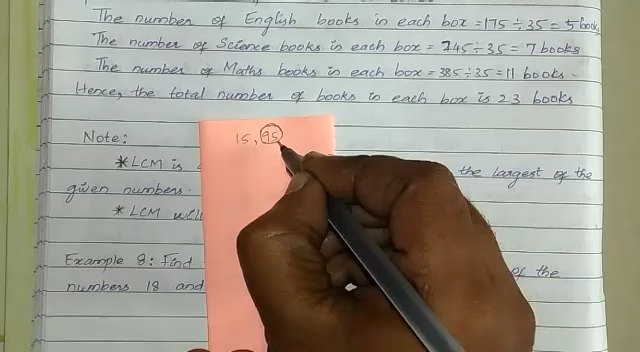 The number of English books in each box = 175 ÷ 35 = 5 books
The number of Science books in each box = 245 ÷ 35 = 7 books
The number of Maths books in each box = 385 ÷ 35 = 11 books.
Hence, the total number of books in each box is 23 books
Note:
15, 95
* LCM is the largest of the
given numbers.
* LCM will
Example 8: Find of the
numbers 18 and